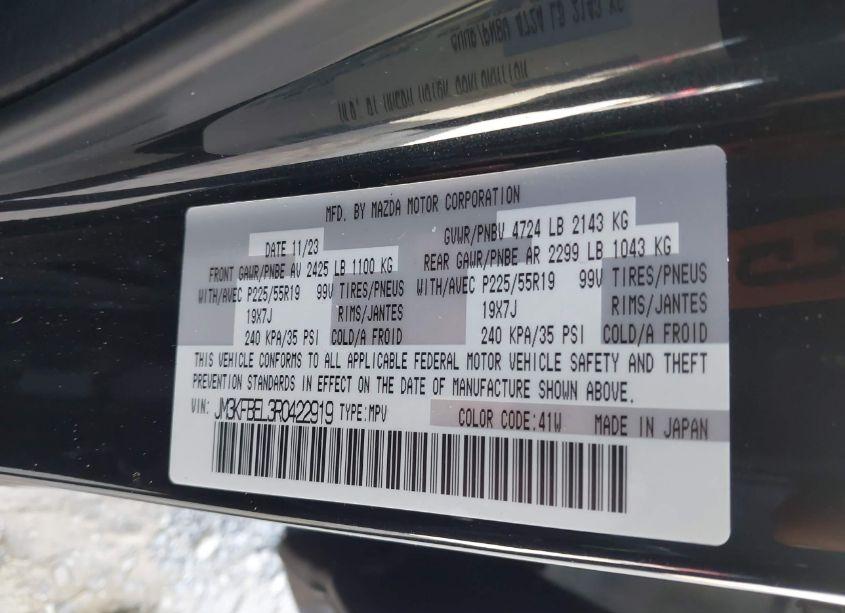 MFD. BY MAZDA MOTOR CORPORATION
DATE 11/23 GVWR/PNBV 4724 LB 2143 KG
FRONT GAWR/PNBE AV 2425 LB 1100 KG REAR GAWR/PNBE AR 2299 LB 1043 KG
WITH/AVEC P225/55R19 99V TIRES/PNEUS WITH/AVEC P225/55R19 99V TIRES/PNEUS
19X7J RIMS/JANTES 19X7J RIMS/JANTES
240 KPA/35 PSI COLD/A FROID 240 KPA/35 PSI COLD/A FROID
THIS VEHICLE CONFORMS TO ALL APPLICABLE FEDERAL MOTOR VEHICLE SAFETY AND THEFT
PREVENTION STANDARDS IN EFFECT ON THE DATE OF MANUFACTURE SHOWN ABOVE.
VIN: JM3KFBEL3R0422919 TYPE:MPV COLOR CODE:41W MADE IN JAPAN